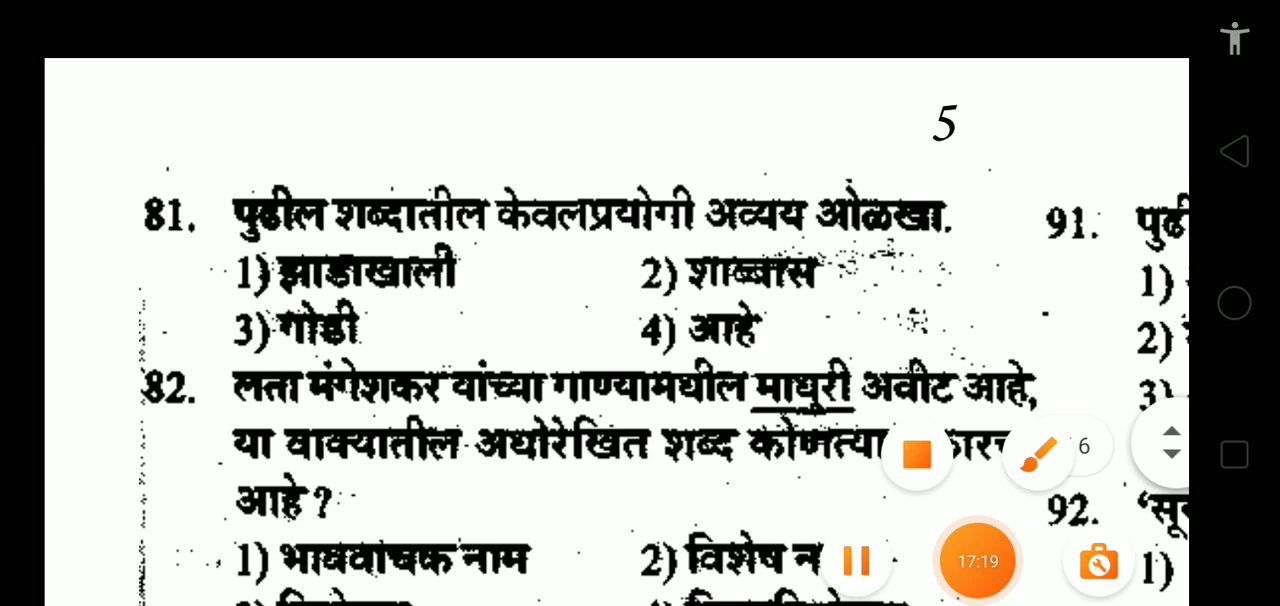 5
81. पुढील शब्दातील केवलप्रयोगी अव्यय ओळखा.
1) झाडाखाली 2) शाब्बास
3) गोडी 4) आहे
82. लता मंगेशकर यांच्या गाण्यामधील माधुरी अवीट आहे,
या वाक्यातील अधोरेखित शब्द
आहे ?
1) भाववाचक नाम 2) विशेष
91.
1)
2)
3)
92.
1)
6
17:19